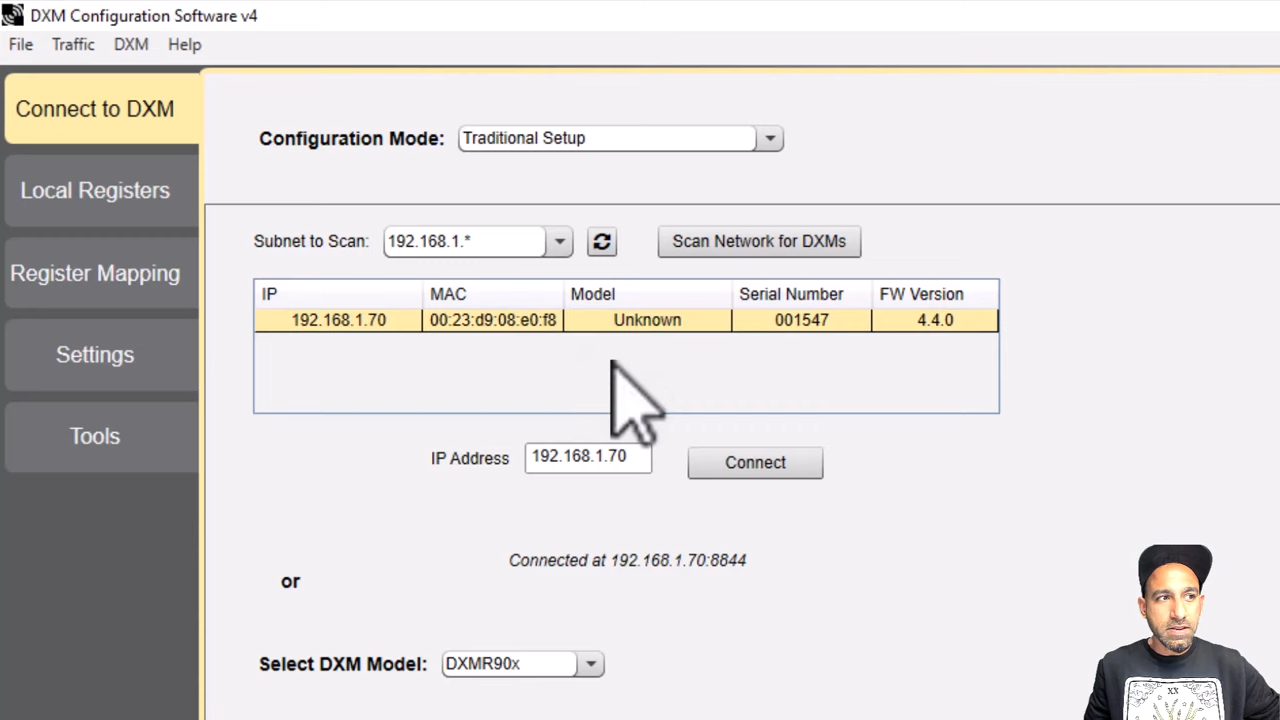 DXM Configuration Software v4
File Traffic DXM Help
Connect to DXM
Local Registers
Register Mapping
Settings
Tools
Configuration Mode: Traditional Setup
Subnet to Scan: 192.168.1.* Scan Network for DXMs
IP MAC Model Serial Number FW Version
192.168.1.70 00:23:d9:08:e0:f8 Unknown 001547 4.4.0
IP Address 192.168.1.70 Connect
Connected at 192.168.1.70:8844
or
Select DXM Model: DXMR90x
XX